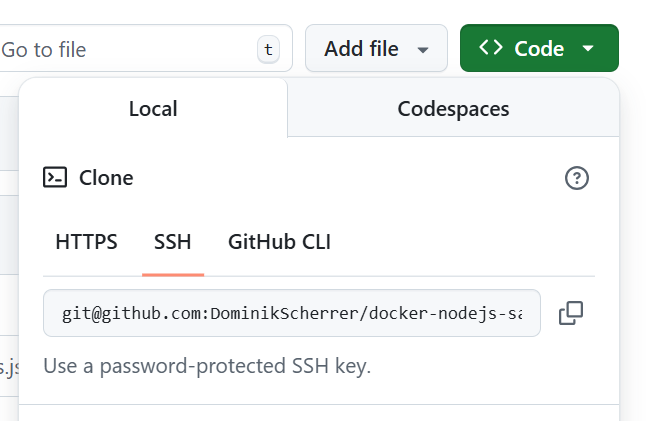 Go to file t Add file <> Code
Local Codespaces
Clone
HTTPS SSH GitHub CLI
git@github.com:DominikScherrer/docker-nodejs-sa
s.js
Use a password-protected SSH key.